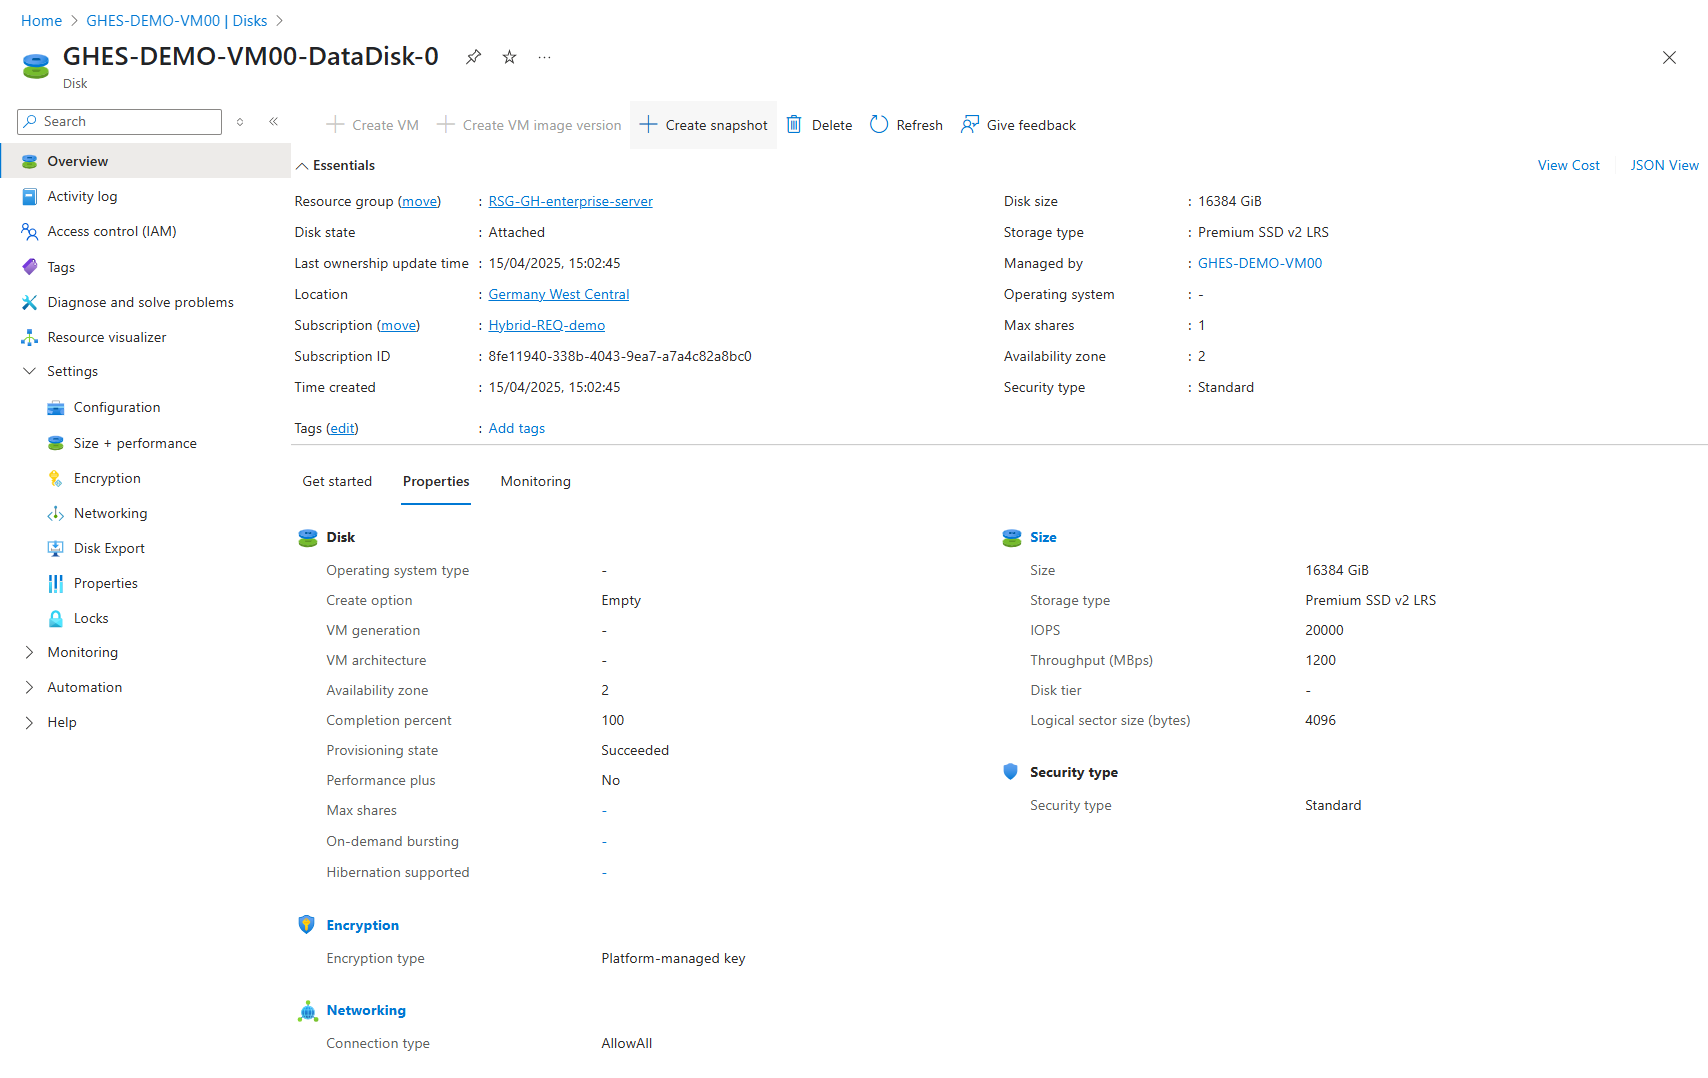 Home > GHES-DEMO-VM00 | Disks >
GHES-DEMO-VM00-DataDisk-0
Disk
Search
Overview
Activity log
Access control (IAM)
Tags
Diagnose and solve problems
Resource visualizer
Settings
Configuration
Size + performance
Encryption
Networking
Disk Export
Properties
Locks
Monitoring
Automation
Help
Create VM Create VM image version Create snapshot Delete Refresh Give feedback
Essentials
View Cost JSON View
Resource group (move) : RSG-GH-enterprise-server
Disk state : Attached
Last ownership update time : 15/04/2025, 15:02:45
Location : Germany West Central
Subscription (move) : Hybrid-REQ-demo
Subscription ID : 8fe11940-338b-4043-9ea7-a7a4c82a8bc0
Time created : 15/04/2025, 15:02:45
Disk size : 16384 GiB
Storage type : Premium SSD v2 LRS
Managed by : GHES-DEMO-VM00
Operating system : -
Max shares : 1
Availability zone : 2
Security type : Standard
Tags (edit) : Add tags
Get started Properties Monitoring
Disk
Operating system type -
Create option Empty
VM generation -
VM architecture -
Availability zone 2
Completion percent 100
Provisioning state Succeeded
Performance plus No
Max shares -
On-demand bursting -
Hibernation supported -
Encryption
Encryption type Platform-managed key
Networking
Connection type AllowAll
Size
Size 16384 GiB
Storage type Premium SSD v2 LRS
IOPS 20000
Throughput (MBps) 1200
Disk tier -
Logical sector size (bytes) 4096
Security type
Security type Standard